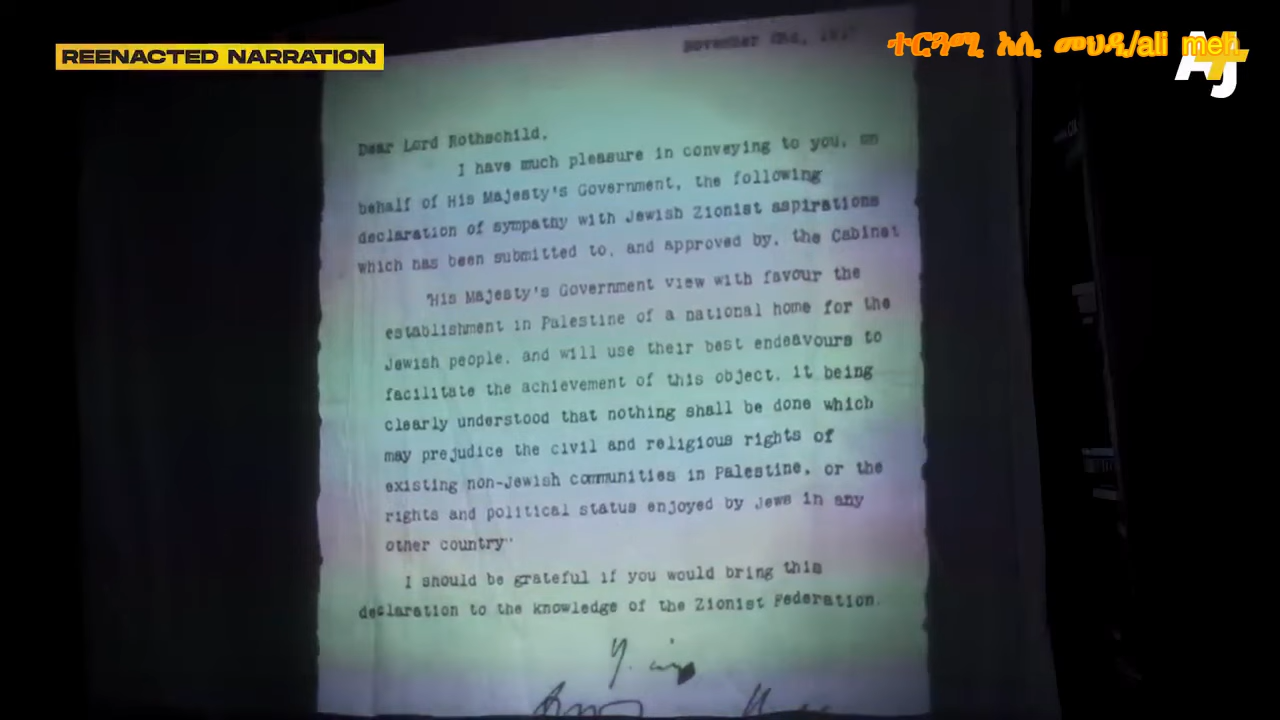 REENACTED NARRATION
ተርጓሚ አሊ መሀዲ/ali meh
AJ
November 2nd, 1917
Dear Lord Rothschild,
I have much pleasure in conveying to you, on
behalf of His Majesty's Government, the following
declaration of sympathy with Jewish Zionist aspirations
which has been submitted to, and approved by, the Cabinet
"His Majesty's Government view with favour the
establishment in Palestine of a national home for the
Jewish people, and will use their best endeavours to
facilitate the achievement of this object, it being
clearly understood that nothing shall be done which
may prejudice the civil and religious rights of
existing non-Jewish communities in Palestine, or the
rights and political status enjoyed by Jews in any
other country"
I should be grateful if you would bring this
declaration to the knowledge of the Zionist Federation.